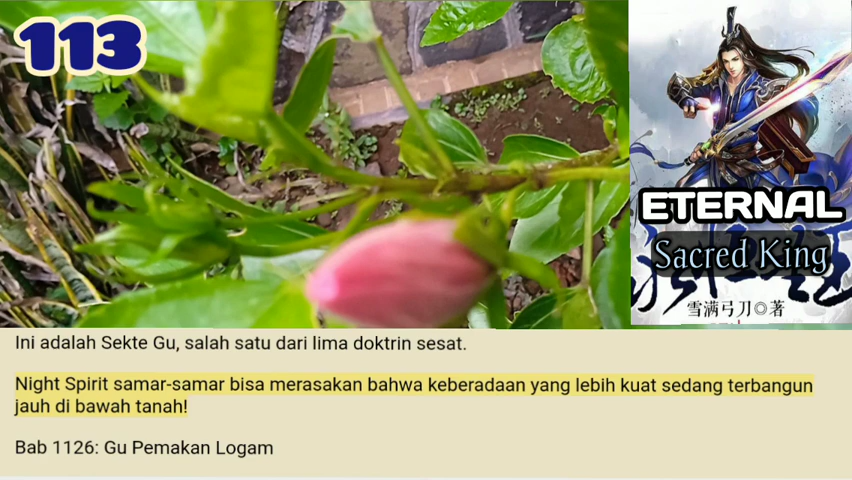 113
ETERNAL
Sacred King
雪满弓刀◎著
Ini adalah Sekte Gu, salah satu dari lima doktrin sesat.
Night Spirit samar-samar bisa merasakan bahwa keberadaan yang lebih kuat sedang terbangun
jauh di bawah tanah!
Bab 1126: Gu Pemakan Logam